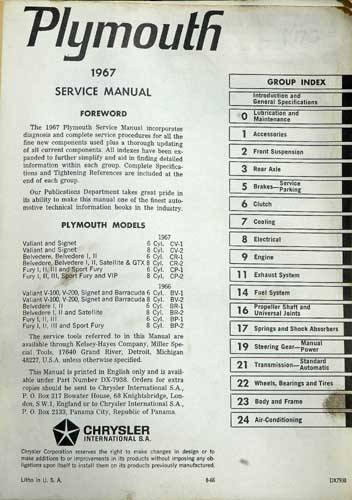 Plymouth
1967
SERVICE MANUAL
FOREWORD
The 1967 Plymouth Service Manual incorporates
diagnosis and complete service procedures for all the
fine new components used plus a thorough updating
of all current components. All indexes have been ex-
panded to further simplify and aid in finding detailed
information within each group. Complete Specifica-
tions and Tightening References are included at the
end of each group.
Our Publications Department takes great pride in
its ability to make this manual one of the finest auto-
motive technical information books in the industry.
PLYMOUTH MODELS
1967
Valiant and Signet 6 Cyl. CV-1
Valiant and Signet 8 Cyl. CV-2
Belvedere, Belvedere I, II 6 Cyl. CR-1
Belvedere, Belvedere I, II, Satellite & GTX 8 Cyl. CR-2
Fury I, II, III and Sport Fury 6 Cyl. CP-1
Fury I, II, III, Sport Fury and VIP 8 Cyl. CP-2
1966
Valiant V-100, V-200, Signet and Barracuda 6 Cyl. BV-1
Valiant V-100, V-200, Signet and Barracuda 8 Cyl. BV-2
Belvedere I, II 6 Cyl. BR-1
Belvedere I, II and Satellite 8 Cyl. BR-2
Fury I, II, III 6 Cyl. BP-1
Fury I, II, III and Sport Fury 8 Cyl. BP-2
The service tools referred to in this Manual are
available through Kelsey-Hayes Company, Miller Spe-
cial Tools, 17640 Grand River, Detroit, Michigan
48227, U.S.A. unless otherwise specified.
This Manual is printed in English only and is avail-
able under Part Number DX-7938. Orders for extra
copies should be sent to Chrysler International S.A.,
P. O. Box 317 Bowater House, 68 Knightsbridge, Lon-
don, SW.1, England or to Chrysler International S.A.,
P. O. Box 2133, Panama City, Republic of Panama.
CHRYSLER
INTERNATIONAL S.A.
Chrysler Corporation reserves the right to make changes in design or to
make additions to or improvements in its products without imposing any ob-
ligations upon itself to install them on its products previously manufactured.
Litho in U. S. A.
8-66
DX7938
GROUP INDEX
Introduction and
General Specifications
0 Lubrication and
Maintenance
1 Accessories
2 Front Suspension
3 Rear Axle
5 Brakes—Service
Parking
6 Clutch
7 Cooling
8 Electrical
9 Engine
11 Exhaust System
14 Fuel System
16 Propeller Shaft and
Universal Joints
17 Springs and Shock Absorbers
19 Steering Gear—Manual
Power
21 Transmission—Standard
Automatic
22 Wheels, Bearings and Tires
23 Body and Frame
24 Air-Conditioning